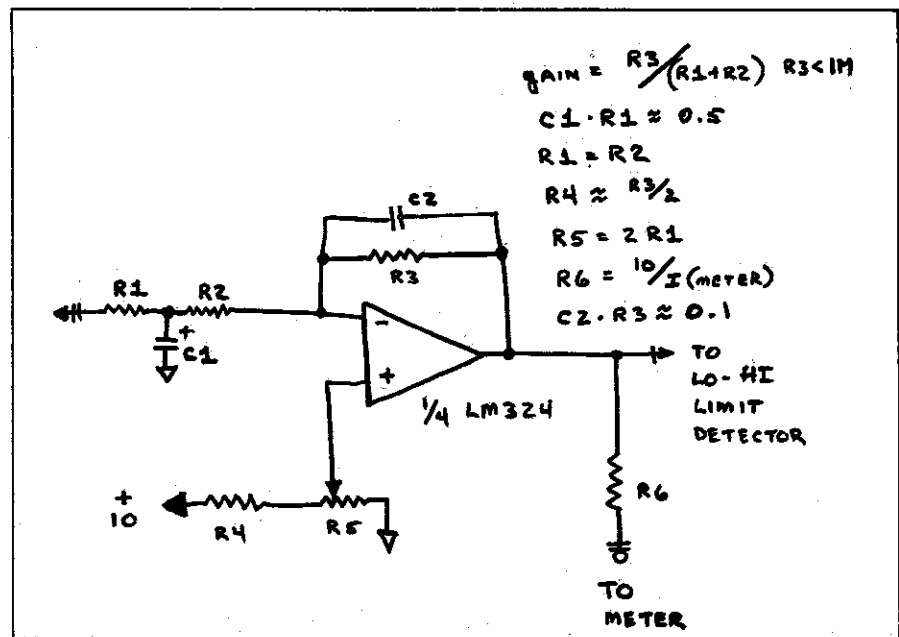 gAIN = R3/(R1+R2) R3<1M
C1·R1 ≈ 0.5
R1 = R2
R4 ≈ R3/2
R5 = 2R1
R6 = 10/I(METER)
C2·R3 ≈ 0.1
C2
R3
R1
R2
+
C1
-
+
1/4 LM324
TO
LO-HI
LIMIT
DETECTOR
+
10
R4
R5
R6
TO
METER